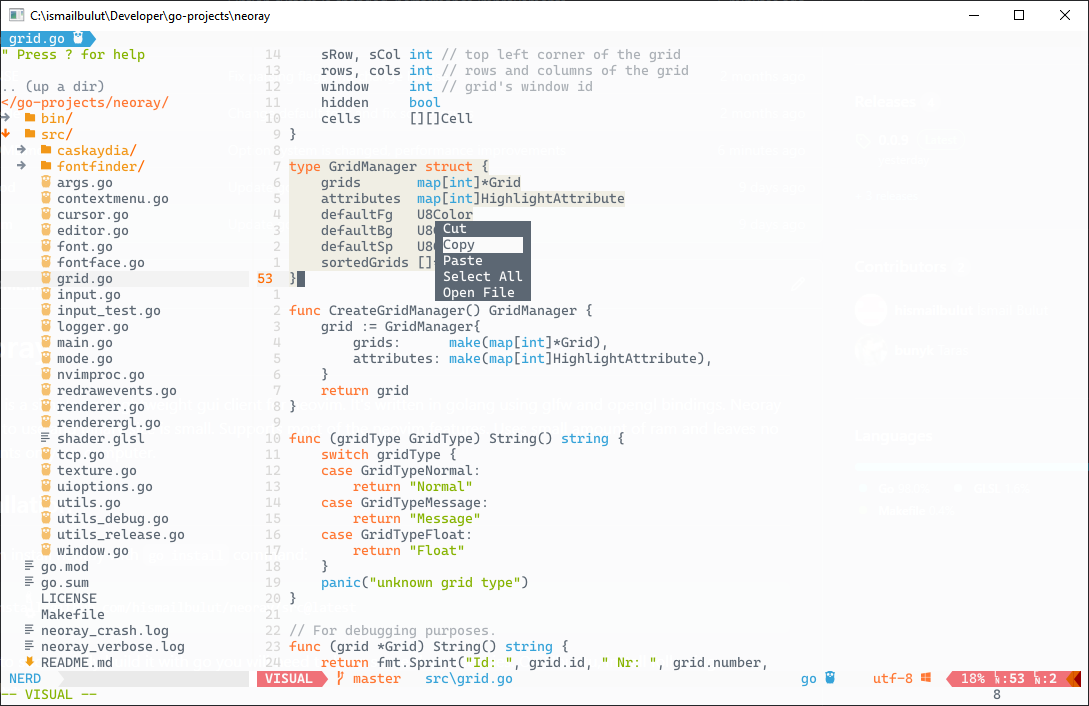 C:\ismailbulut\Developer\go-projects\neoray
grid.go
" Press ? for help
.. (up a dir)
</go-projects/neoray/
bin/
src/
caskaydia/
fontfinder/
args.go
contextmenu.go
cursor.go
editor.go
font.go
fontface.go
grid.go
input.go
input_test.go
logger.go
main.go
mode.go
nvimproc.go
redrawevents.go
renderer.go
renderergl.go
shader.glsl
tcp.go
texture.go
uioptions.go
utils.go
utils_debug.go
utils_release.go
window.go
go.mod
go.sum
LICENSE
Makefile
neoray_crash.log
neoray_verbose.log
README.md
14 sRow, sCol int // top left corner of the grid
13 rows, cols int // rows and columns of the grid
12 window int // grid's window id
11 hidden bool
10 cells [][]Cell
9 }
8
7 type GridManager struct {
6 grids map[int]*Grid
5 attributes map[int]HighlightAttribute
4 defaultFg U8Color
3 defaultBg U8
2 defaultSp U8
1 sortedGrids []
53 }
Cut
Copy
Paste
Select All
Open File
1
2 func CreateGridManager() GridManager {
3 grid := GridManager{
4 grids: make(map[int]*Grid),
5 attributes: make(map[int]HighlightAttribute),
6 }
7 return grid
8 }
9
10 func (gridType GridType) String() string {
11 switch gridType {
12 case GridTypeNormal:
13 return "Normal"
14 case GridTypeMessage:
15 return "Message"
16 case GridTypeFloat:
17 return "Float"
18 }
19 panic("unknown grid type")
20 }
21
22 // For debugging purposes.
23 func (grid *Grid) String() string {
24 return fmt.Sprint("Id: ", grid.id, " Nr: ", grid.number,
NERD VISUAL master src\grid.go go utf-8 18% :53 :2
-- VISUAL -- 8